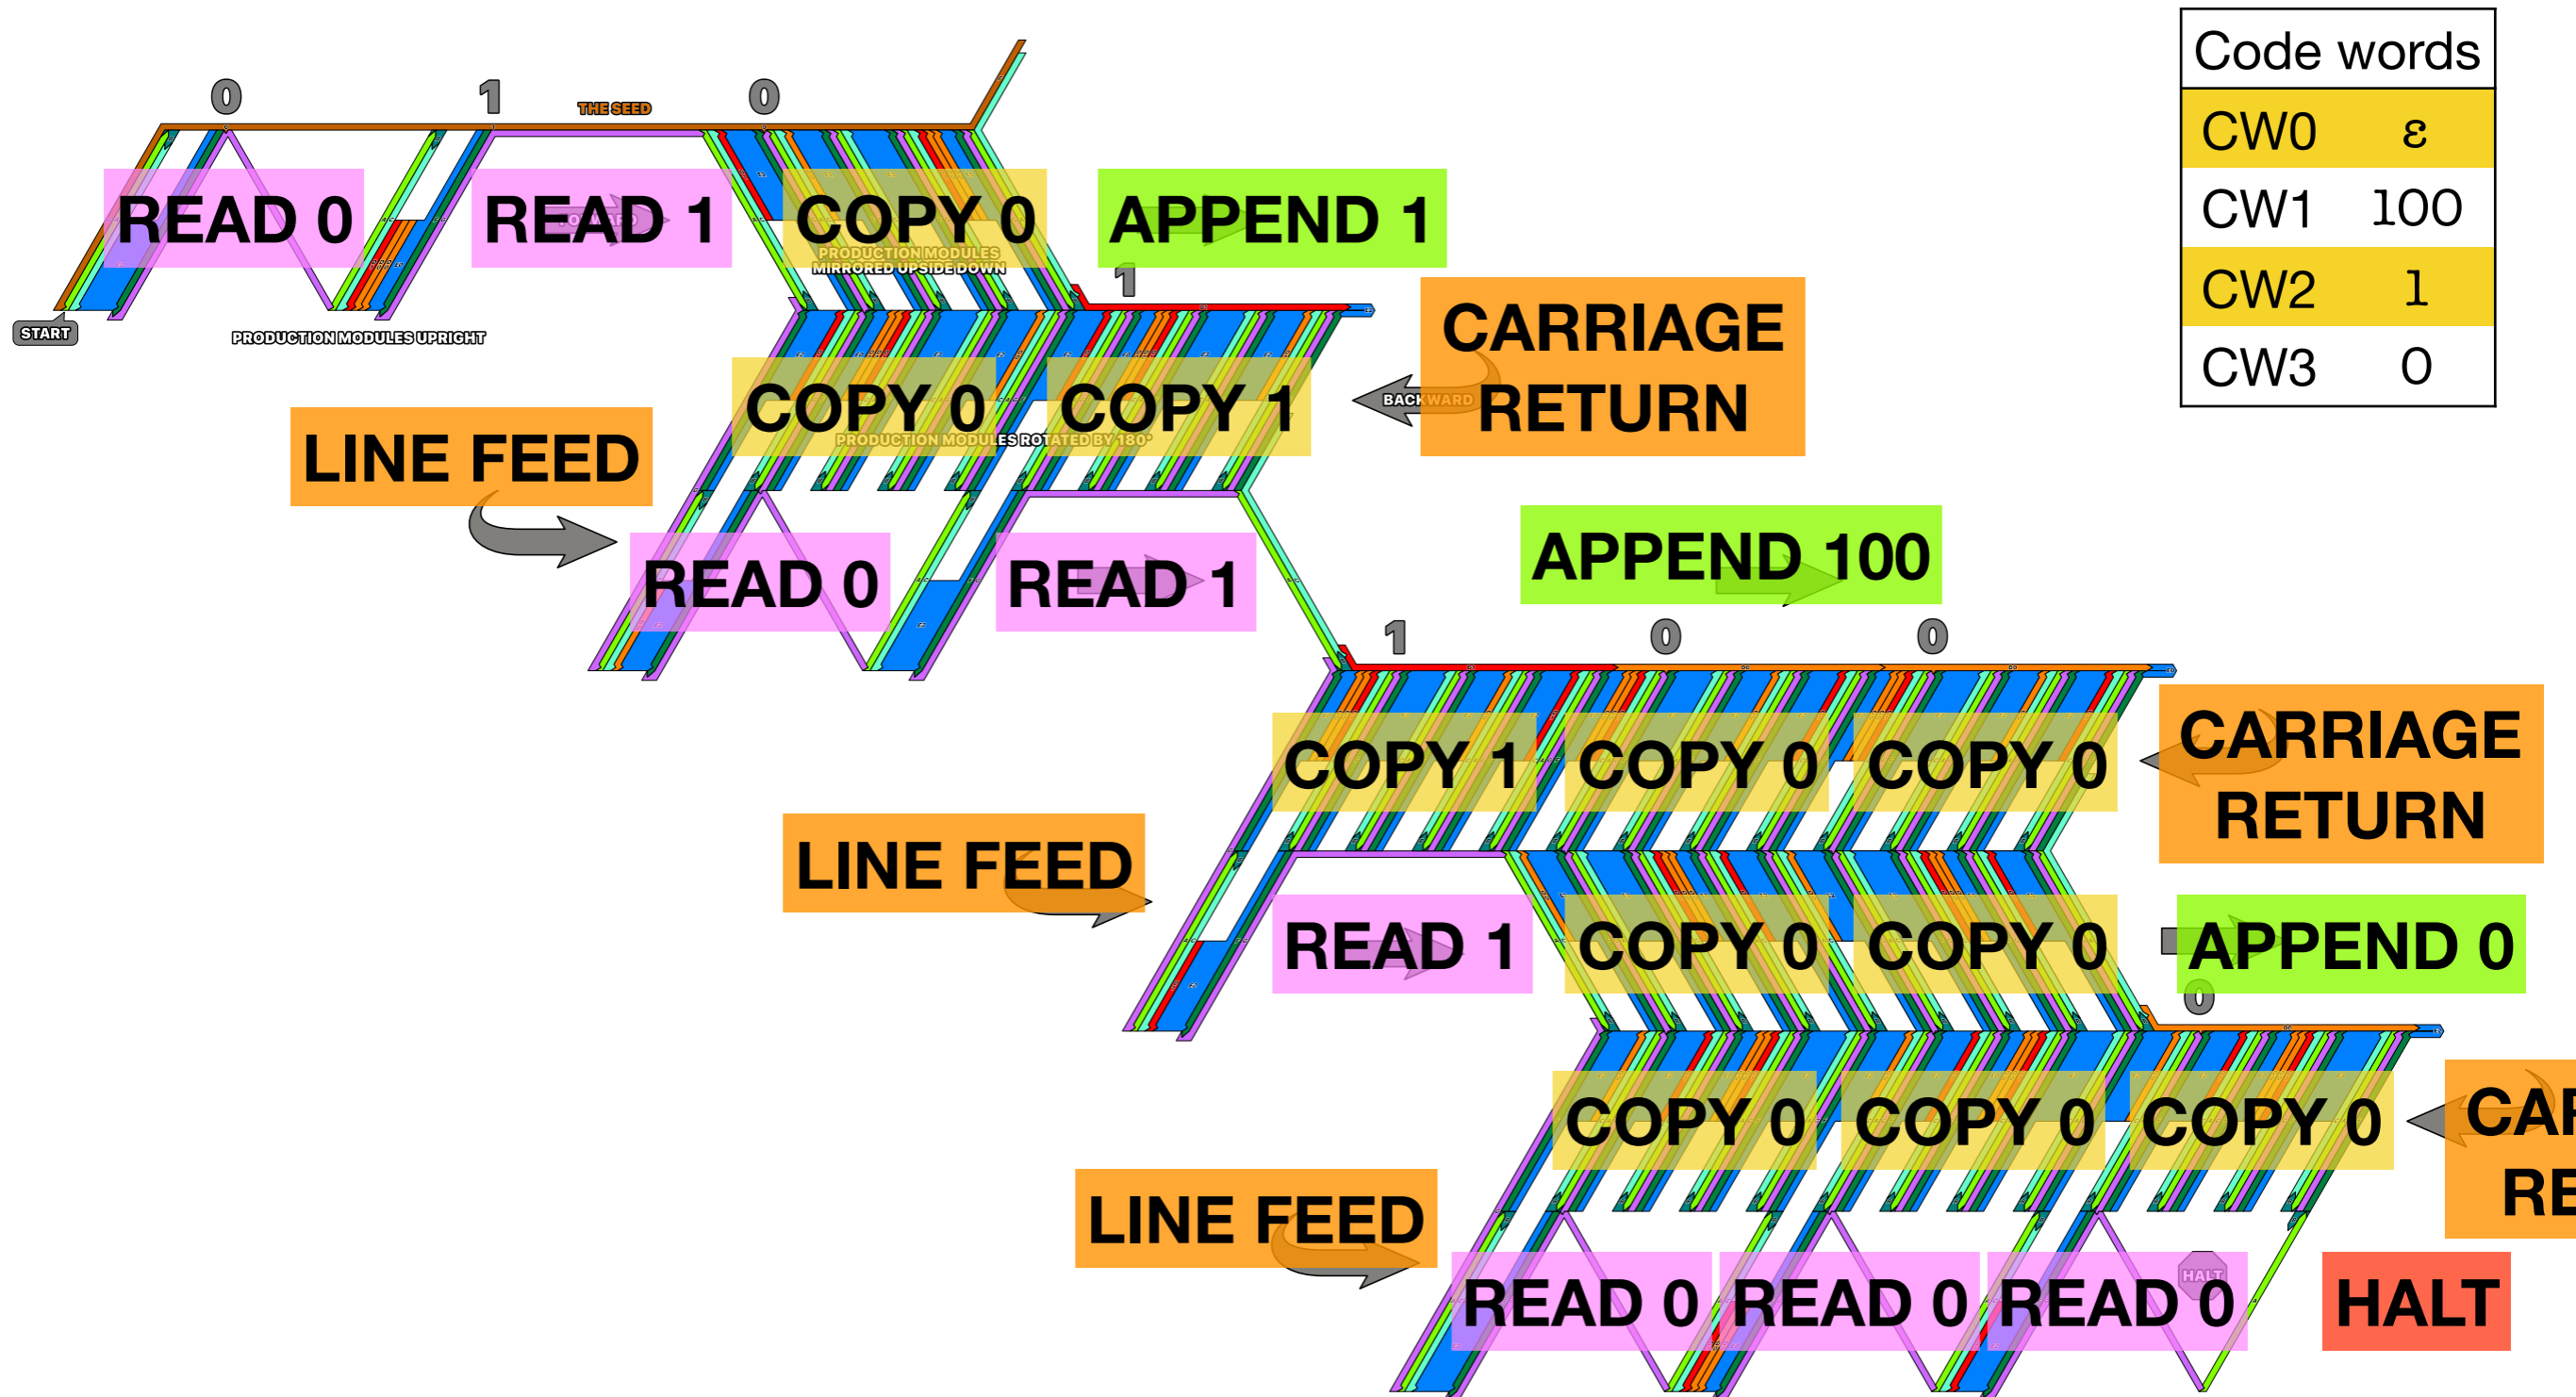 0
1
THE SEED
0
Code words
CW0 ε
CW1 100
CW2 1
CW3 0
READ 0
READ 1
FORWARD
COPY 0
APPEND 1
PRODUCTION MODULES
MIRRORED UPSIDE DOWN
1
START
PRODUCTION MODULES UPRIGHT
CARRIAGE
RETURN
BACKWARD
COPY 0
COPY 1
PRODUCTION MODULES ROTATED BY 180°
LINE FEED
READ 0
READ 1
APPEND 100
1
0
0
CARRIAGE
RETURN
COPY 1
COPY 0
COPY 0
LINE FEED
READ 1
COPY 0
COPY 0
APPEND 0
0
COPY 0
COPY 0
COPY 0
CAR
RE
LINE FEED
READ 0
READ 0
READ 0
HALT
HALT